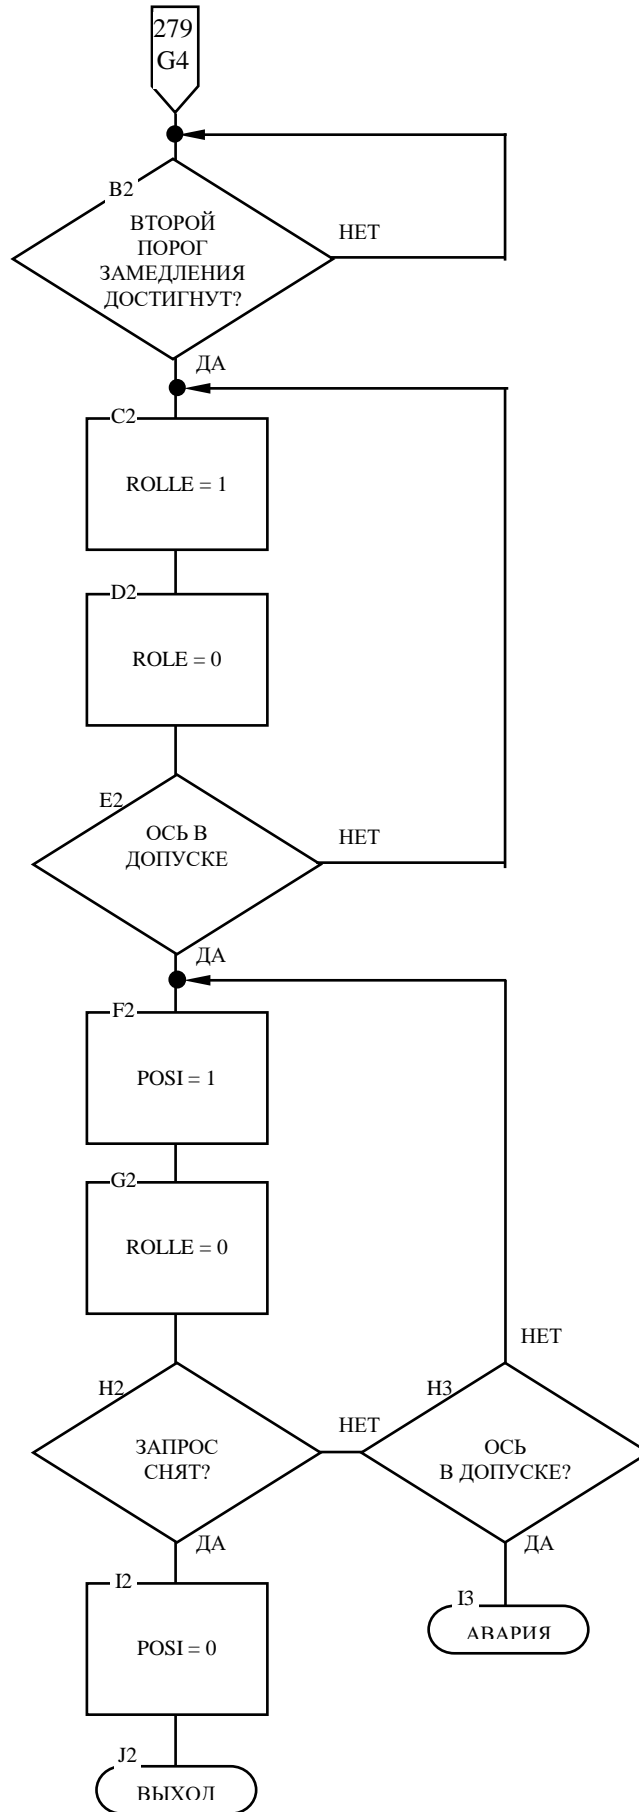 279
G4
B2
ВТОРОЙ
ПОРОГ
ЗАМЕДЛЕНИЯ
ДОСТИГНУТ?
НЕТ
ДА
C2
ROLLE = 1
D2
ROLE = 0
E2
ОСЬ В
ДОПУСКЕ
НЕТ
ДА
F2
POSI = 1
G2
ROLLE = 0
НЕТ
H2
ЗАПРОС
СНЯТ?
НЕТ
H3
ОСЬ
В ДОПУСКЕ?
ДА
ДА
I2
POSI = 0
I3
АВАРИЯ
J2
ВЫХОД